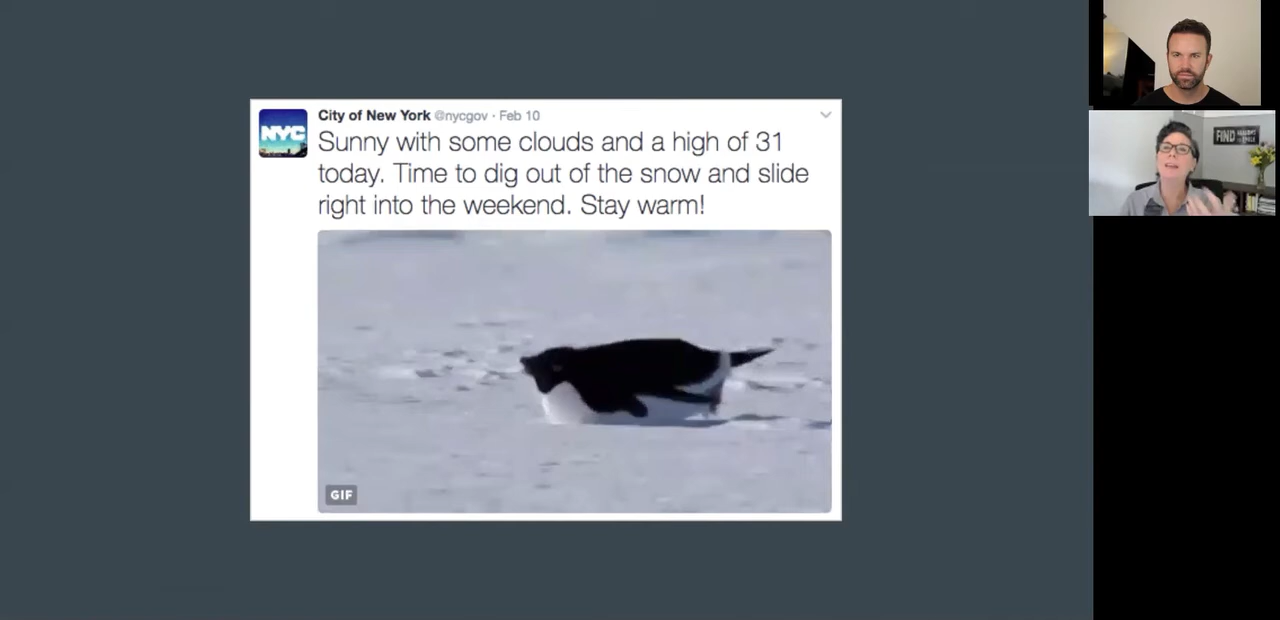 NYC
City of New York @nycgov · Feb 10
Sunny with some clouds and a high of 31
today. Time to dig out of the snow and slide
right into the weekend. Stay warm!
GIF
FIND